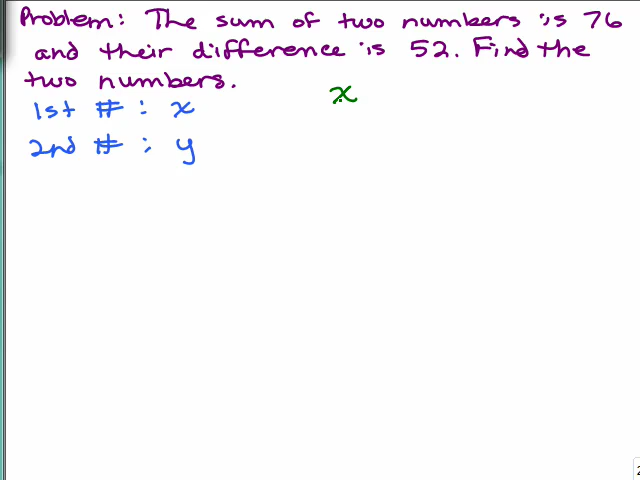 Problem: The sum of two numbers is 76
and their difference is 52. Find the
two numbers.
x
1st # : x
2nd # : y
2